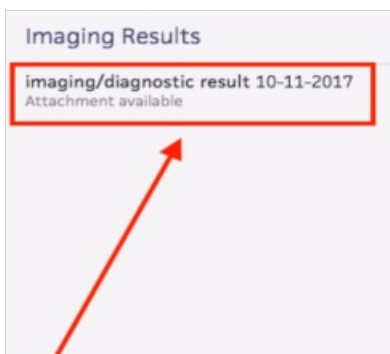 Imaging Results
imaging/diagnostic result 10-11-2017
Attachment available